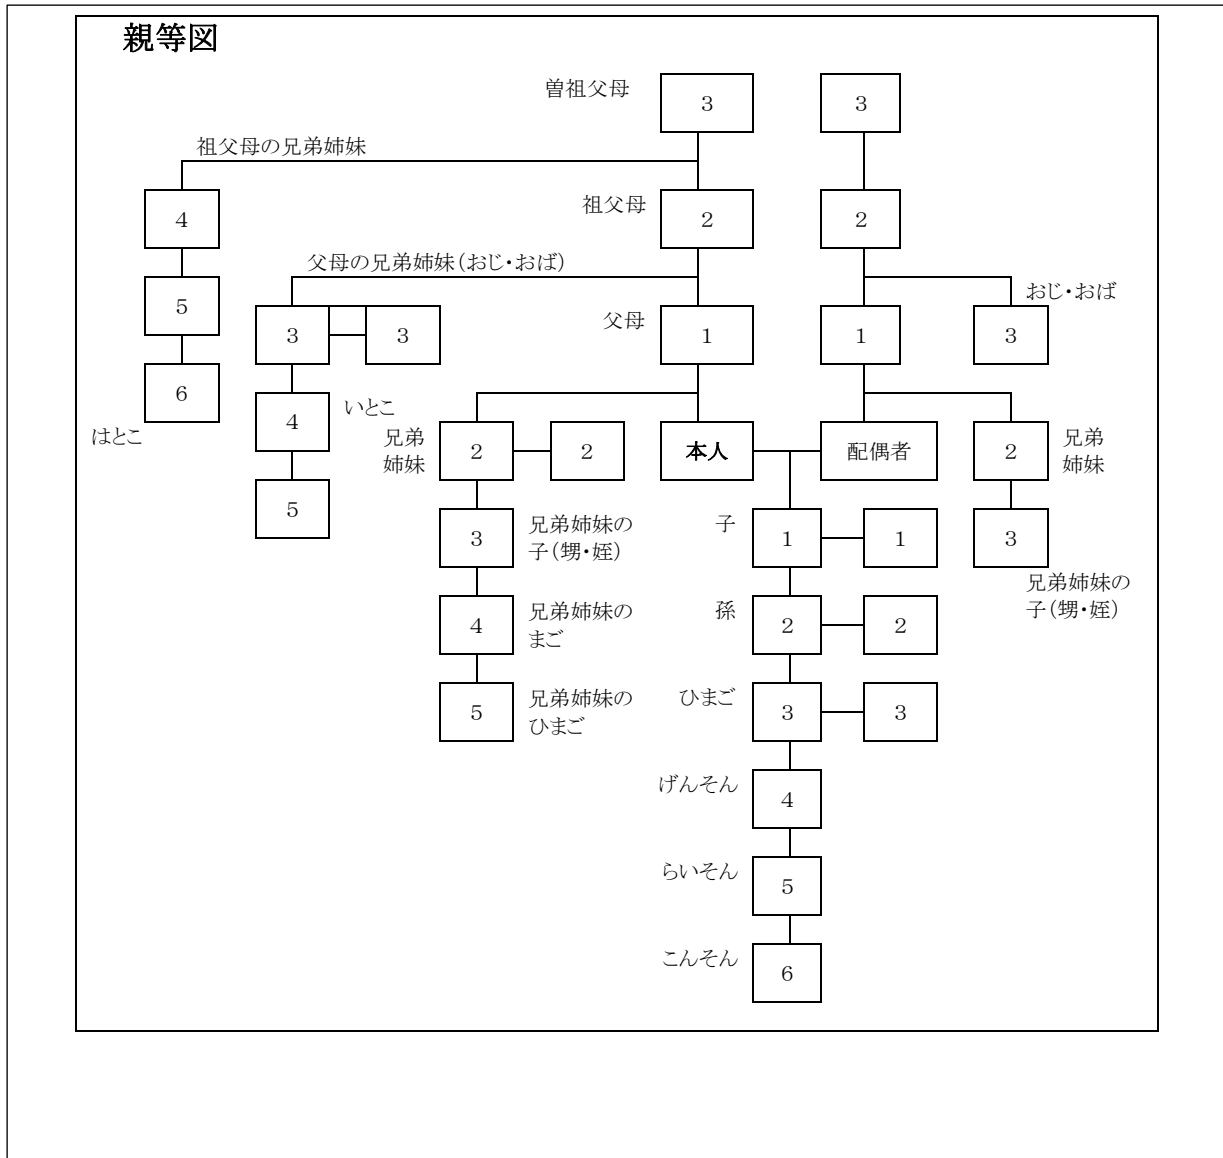 親等図
曽祖父母
3
3
祖父母の兄弟姉妹
4
祖父母
2
2
父母の兄弟姉妹(おじ・おば)
5
おじ・おば
3
3
父母
1
1
3
6
はとこ
4
いとこ
兄弟
姉妹
2
2
本人
配偶者
2
兄弟
姉妹
5
3
兄弟姉妹の
子(甥・姪)
子
1
1
3
兄弟姉妹の
子(甥・姪)
4
兄弟姉妹の
まご
孫
2
2
5
兄弟姉妹の
ひまご
ひまご
3
3
げんそん
4
らいそん
5
こんそん
6